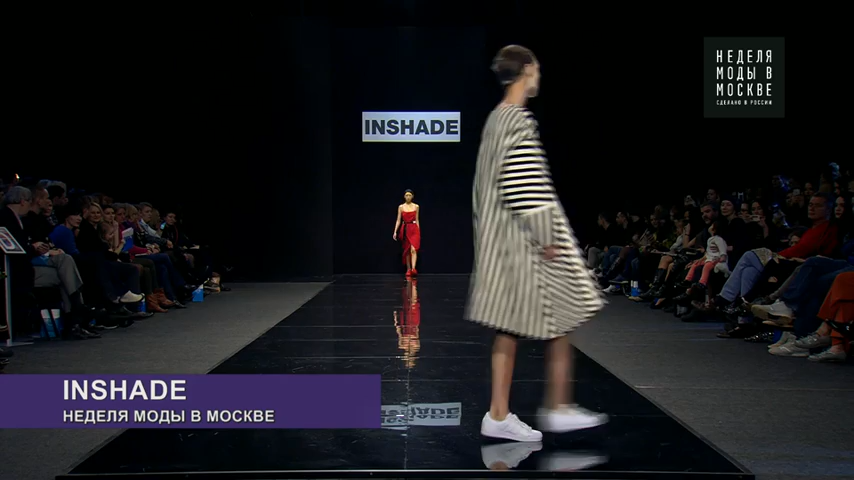 НЕДЕЛЯ
МОДЫ В
МОСКВЕ
СДЕЛАНО В РОССИИ
INSHADE
INSHADE
НЕДЕЛЯ МОДЫ В МОСКВЕ